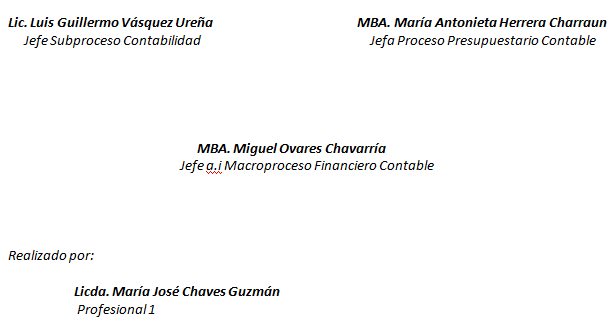 Lic. Luis Guillermo Vásquez Ureña
Jefe Subproceso Contabilidad
MBA. María Antonieta Herrera Charraun
Jefa Proceso Presupuestario Contable
MBA. Miguel Ovares Chavarría
Jefe a.i Macroproceso Financiero Contable
Realizado por:
Licda. María José Chaves Guzmán
Profesional 1